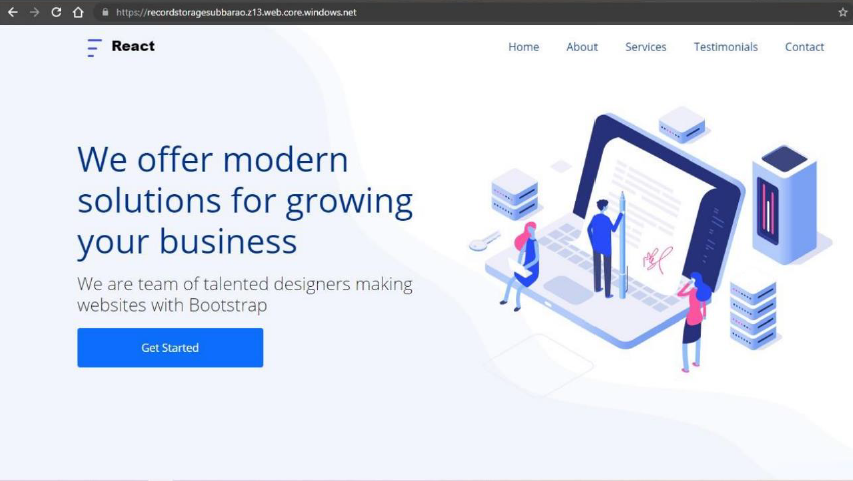 https://recordstoragesubbarao.z13.web.core.windows.net
React
Home About Services Testimonials Contact
We offer modern
solutions for growing
your business
We are team of talented designers making
websites with Bootstrap
Get Started